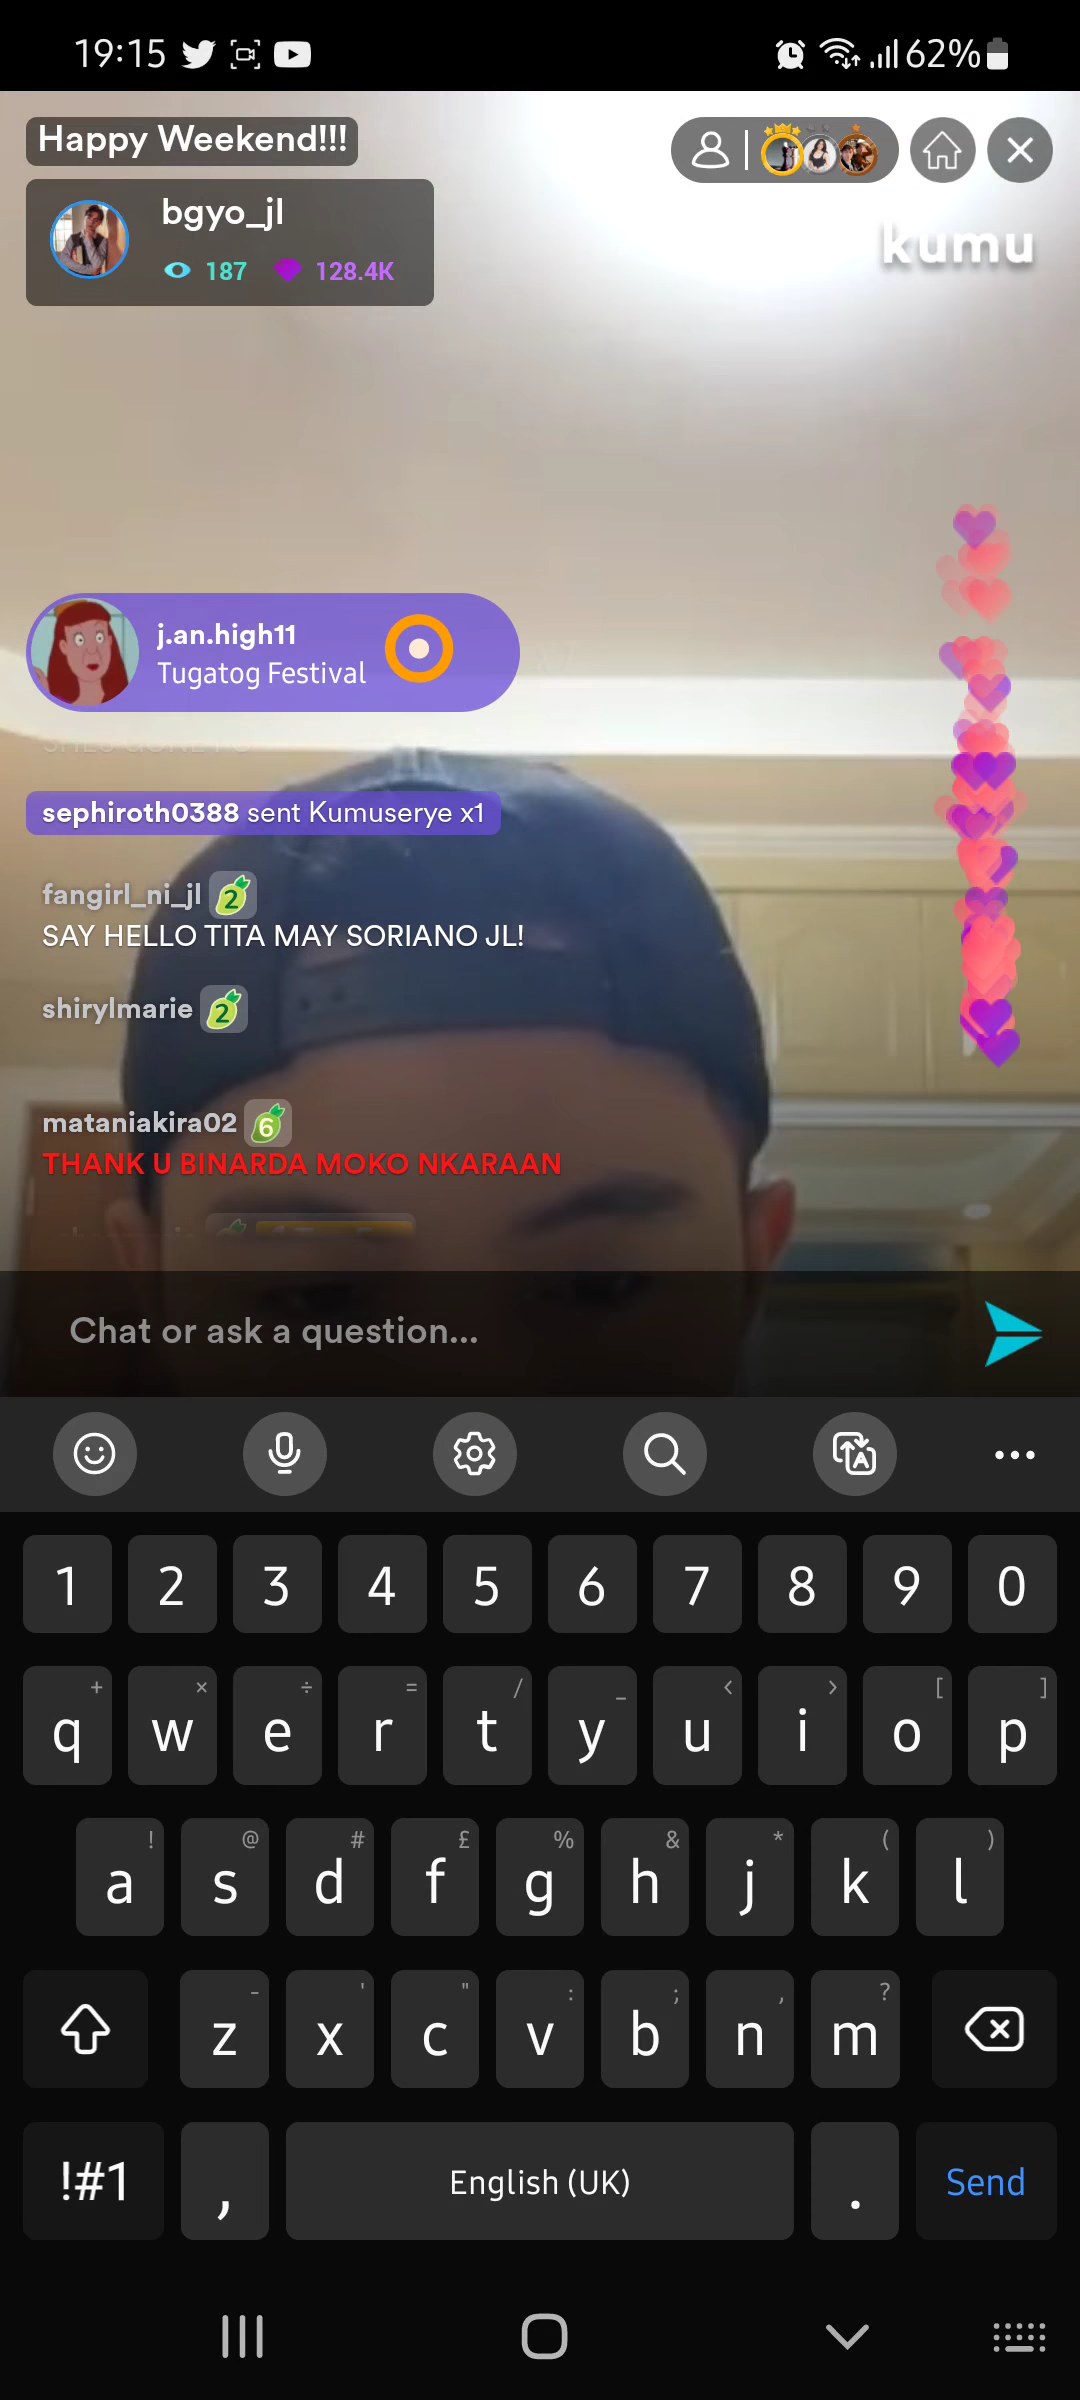 19:15
62%
Happy Weekend!!!
bgyo_jl
187 128.4K
kumu
j.an.high11
Tugatog Festival
sephiroth0388 sent Kumuserye x1
fangirl_ni_jl 2
SAY HELLO TITA MAY SORIANO JL!
shirylmarie 2
mataniakira02 6
THANK U BINARDA MOKO NKARAAN
Chat or ask a question...
1 2 3 4 5 6 7 8 9 0
+ × ÷ = / _ < > [ ]
q w e r t y u i o p
! @ # £ % & * ( )
a s d f g h j k l
- ' " : ; , ?
z x c v b n m
!#1 , English (UK) . Send